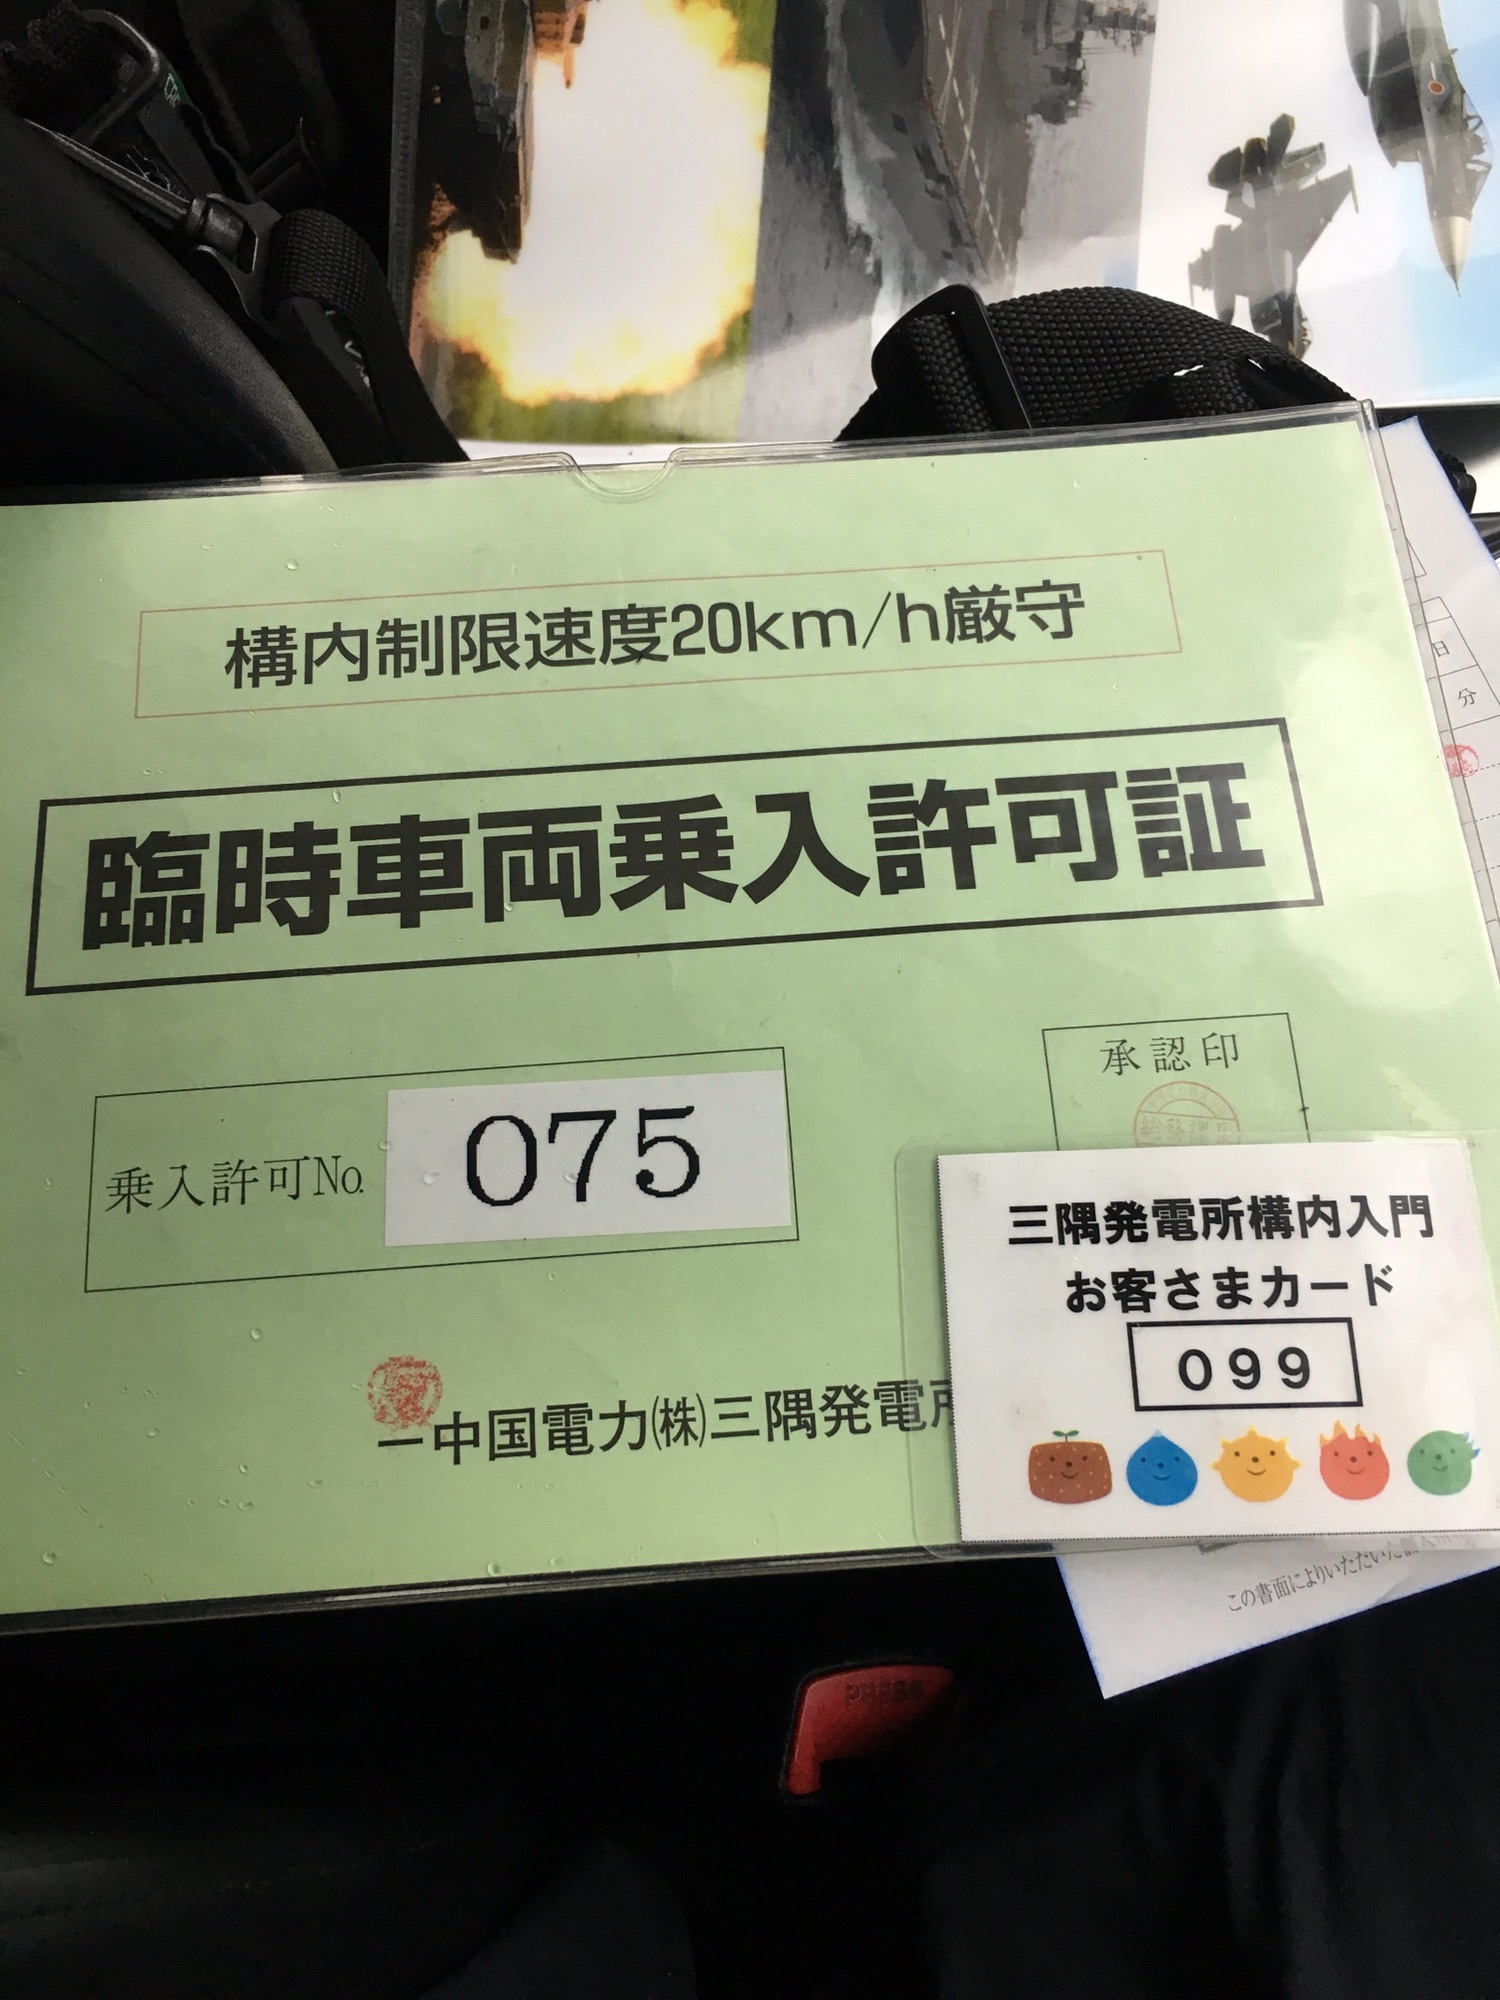 構内制限速度20km/h厳守
臨時車両乗入許可証
乗入許可No. 075
承認印
中国電力(株)三隅発電所
三隅発電所構内入門
お客さまカード
099
日
分
この書面によりいただいた
PRESS